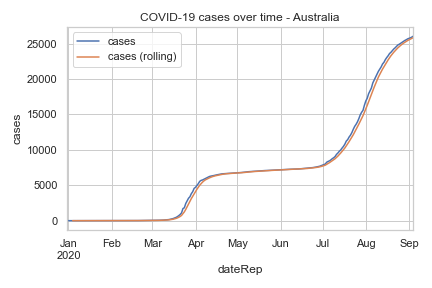 COVID-19 cases over time - Australia
cases
cases (rolling)
25000
20000
15000
10000
5000
0
cases
Jan Feb Mar Apr May Jun Jul Aug Sep
2020
dateRep